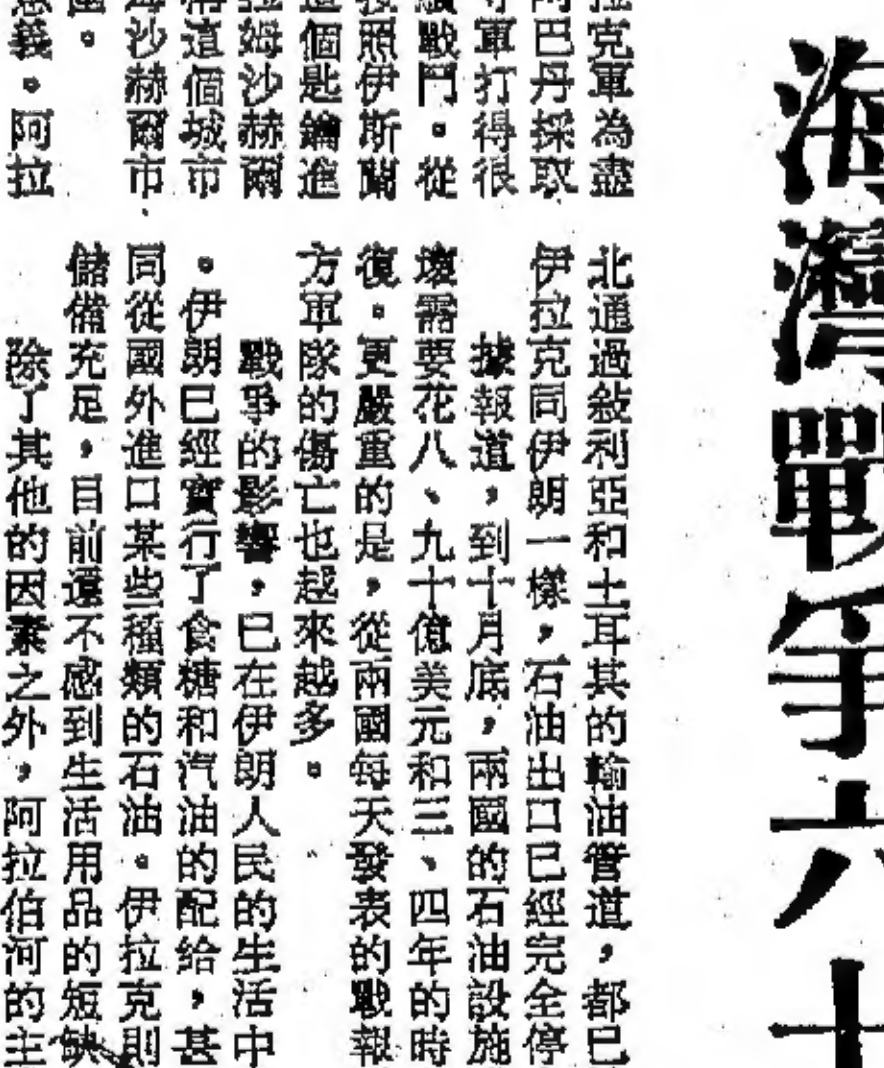 海灣戰爭六十
拉克軍為盡
阿巴丹採取
守軍打得很
續戰鬥。從
按照伊斯蘭
這個匙鑰進
拉姆沙赫爾
佔這個城市
海沙赫爾市
。
意義。阿拉
北通過敍利亞和土耳其的輸油管道，都已
伊拉克同伊朗一樣，石油出口已經完全停
據報道，到十月底，兩國的石油設施
壞需要花八、九十億美元和三、四年的時
復。更嚴重的是，從兩國每天發表的戰報
方軍隊的傷亡也越來越多。
戰爭的影響，已在伊朗人民的生活中
。伊朗已經實行了食糖和汽油的配給，甚
同從國外進口某些種類的石油。伊拉克則
儲備充足，目前還不感到生活用品的短缺
除了其他的因素之外，阿拉伯河的主